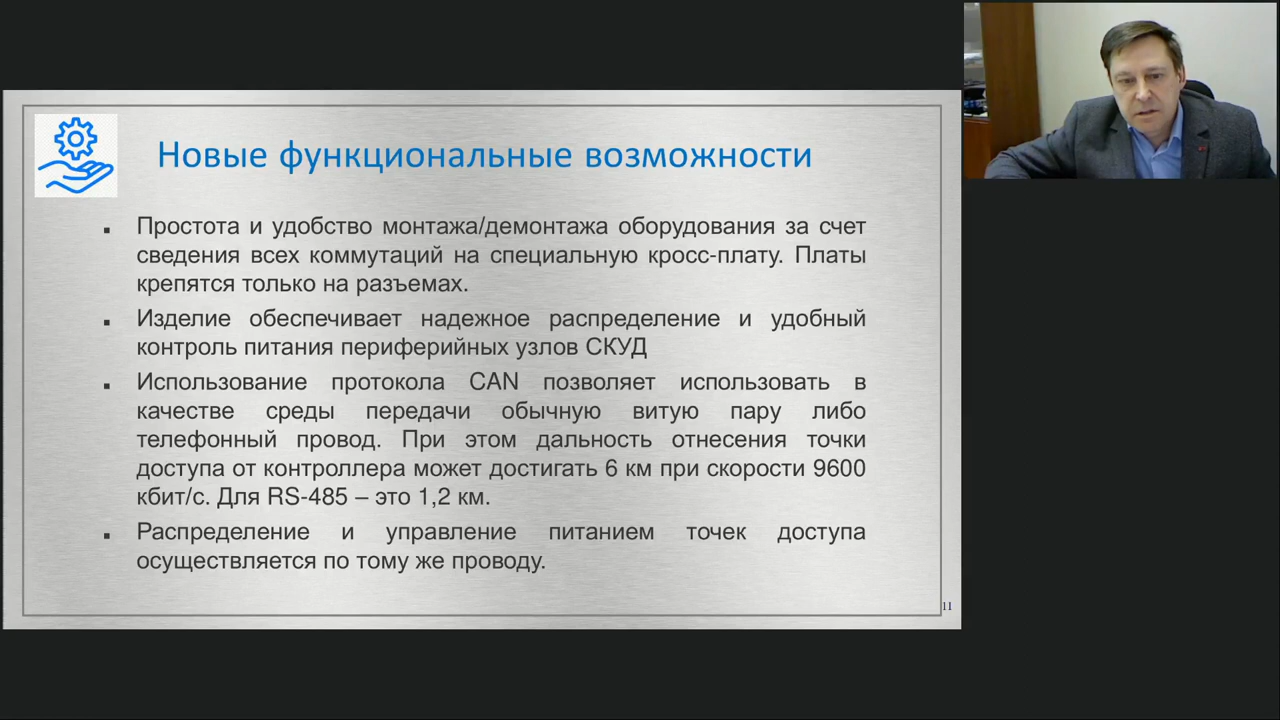 Новые функциональные возможности
Простота и удобство монтажа/демонтажа оборудования за счет
сведения всех коммутаций на специальную кросс-плату. Платы
крепятся только на разъемах.
Изделие обеспечивает надежное распределение и удобный
контроль питания периферийных узлов СКУД
Использование протокола CAN позволяет использовать в
качестве среды передачи обычную витую пару либо
телефонный провод. При этом дальность отнесения точки
доступа от контроллера может достигать 6 км при скорости 9600
кбит/с. Для RS-485 – это 1,2 км.
Распределение и управление питанием точек доступа
осуществляется по тому же проводу.
11